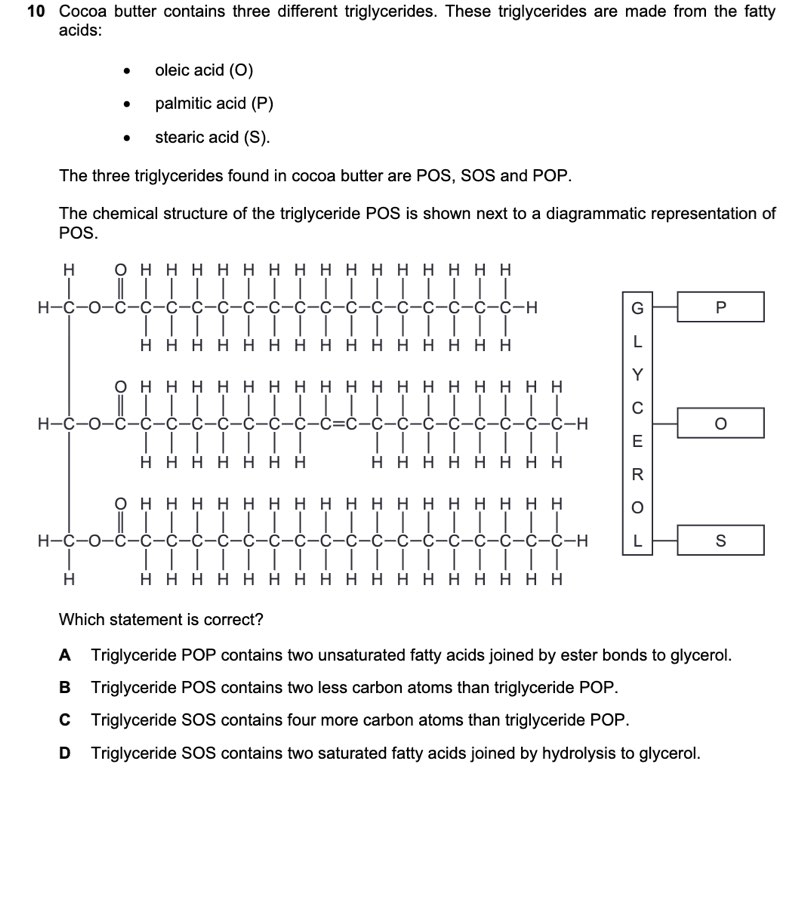 10 Cocoa butter contains three different triglycerides. These triglycerides are made from the fatty
acids:
• oleic acid (O)
• palmitic acid (P)
• stearic acid (S).
The three triglycerides found in cocoa butter are POS, SOS and POP.
The chemical structure of the triglyceride POS is shown next to a diagrammatic representation of
POS.
H O H H H H H H H H H H H H H H H
H-C-O-C-C-C-C-C-C-C-C-C-C-C-C-C-C-C-H
H H H H H H H H H H H H H H H
O H H H H H H H H H H H H H H H H H
H-C-O-C-C-C-C-C-C-C-C-C=C-C-C-C-C-C-C-C-C-H
H H H H H H H H H H H H H H H
O H H H H H H H H H H H H H H H H H
H-C-O-C-C-C-C-C-C-C-C-C-C-C-C-C-C-C-C-C-C-H
H H H H H H H H H H H H H H H H H H
G
L
Y
C
E
R
O
L
P
O
S
Which statement is correct?
A Triglyceride POP contains two unsaturated fatty acids joined by ester bonds to glycerol.
B Triglyceride POS contains two less carbon atoms than triglyceride POP.
C Triglyceride SOS contains four more carbon atoms than triglyceride POP.
D Triglyceride SOS contains two saturated fatty acids joined by hydrolysis to glycerol.